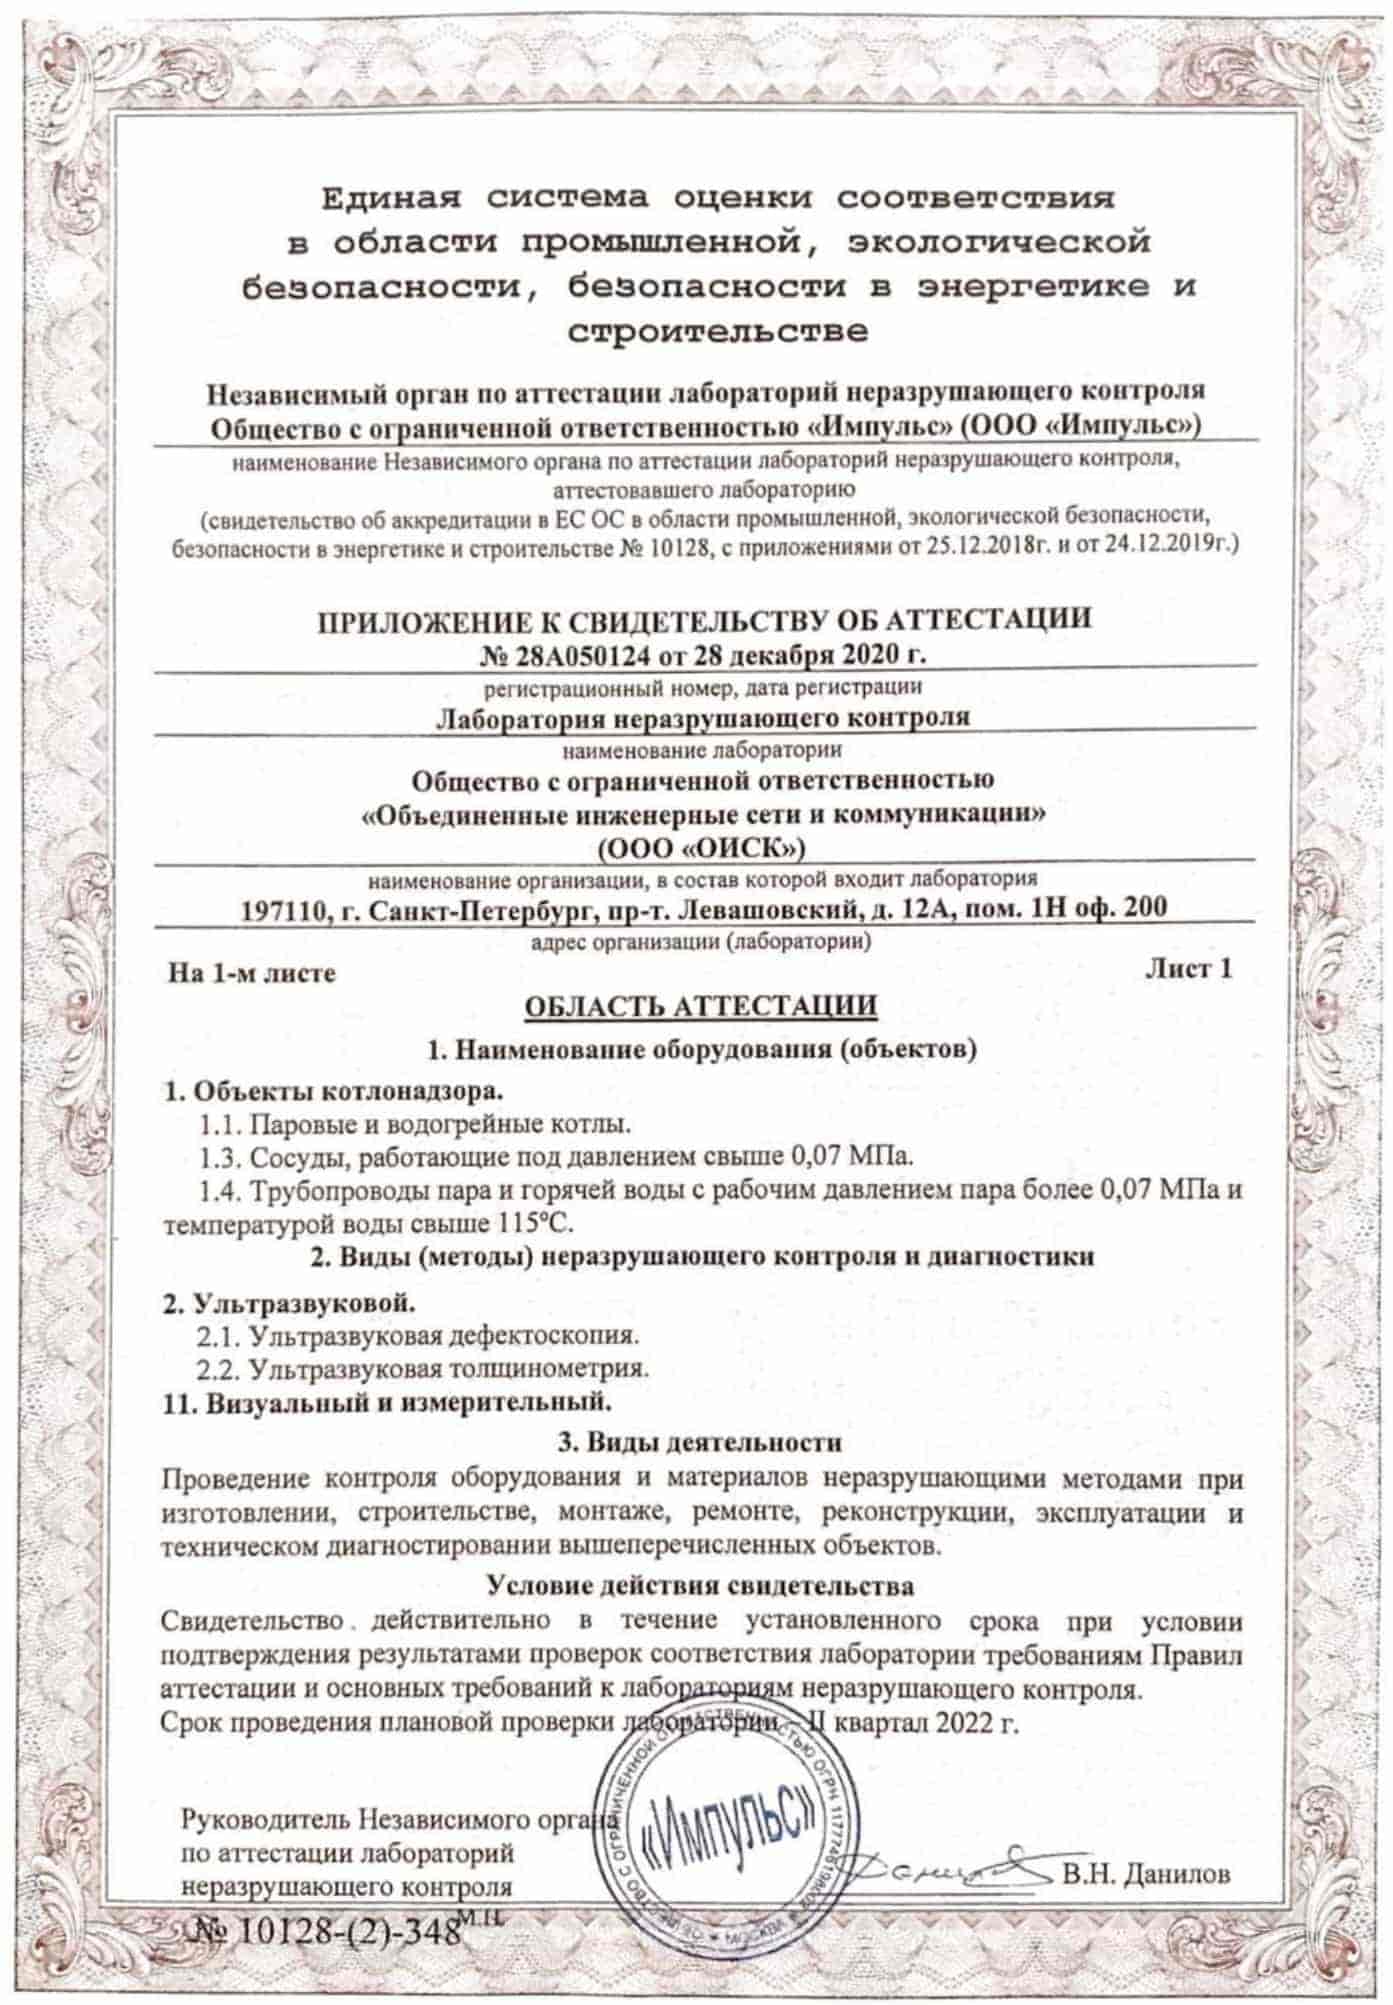 Единая система оценки соответствия
в области промышленной, экологической
безопасности, безопасности в энергетике и
строительстве
Независимый орган по аттестации лабораторий неразрушающего контроля
Общество с ограниченной ответственностью «Импульс» (ООО «Импульс»)
наименование Независимого органа по аттестации лабораторий неразрушающего контроля,
аттестовавшего лабораторию
(свидетельство об аккредитации в ЕС ОС в области промышленной, экологической безопасности,
безопасности в энергетике и строительстве № 10128, с приложениями от 25.12.2018г. и от 24.12.2019г.)
ПРИЛОЖЕНИЕ К СВИДЕТЕЛЬСТВУ ОБ АТТЕСТАЦИИ
№ 28А050124 от 28 декабря 2020 г.
регистрационный номер, дата регистрации
Лаборатория неразрушающего контроля
наименование лаборатории
Общество с ограниченной ответственностью
«Объединенные инженерные сети и коммуникации»
(ООО «ОИСК»)
наименование организации, в состав которой входит лаборатория
197110, г. Санкт-Петербург, пр-т. Левашовский, д. 12А, пом. 1Н оф. 200
адрес организации (лаборатории)
На 1-м листе Лист 1
ОБЛАСТЬ АТТЕСТАЦИИ
1. Наименование оборудования (объектов)
1. Объекты котлонадзора.
1.1. Паровые и водогрейные котлы.
1.3. Сосуды, работающие под давлением свыше 0,07 МПа.
1.4. Трубопроводы пара и горячей воды с рабочим давлением пара более 0,07 МПа и
температурой воды свыше 115°С.
2. Виды (методы) неразрушающего контроля и диагностики
2. Ультразвуковой.
2.1. Ультразвуковая дефектоскопия.
2.2. Ультразвуковая толщинометрия.
11. Визуальный и измерительный.
3. Виды деятельности
Проведение контроля оборудования и материалов неразрушающими методами при
изготовлении, строительстве, монтаже, ремонте, реконструкции, эксплуатации и
техническом диагностировании вышеперечисленных объектов.
Условие действия свидетельства
Свидетельство действительно в течение установленного срока при условии
подтверждения результатами проверок соответствия лаборатории требованиям Правил
аттестации и основных требований к лабораториям неразрушающего контроля.
Срок проведения плановой проверки лаборатории – II квартал 2022 г.
Руководитель Независимого органа
по аттестации лабораторий
неразрушающего контроля
В.Н. Данилов
М.П.
№ 10128-(2)-348
«Импульс»
ОБЩЕСТВО С ОГРАНИЧЕННОЙ ОТВЕТСТВЕННОСТЬЮ ОГРН
МОСКВА